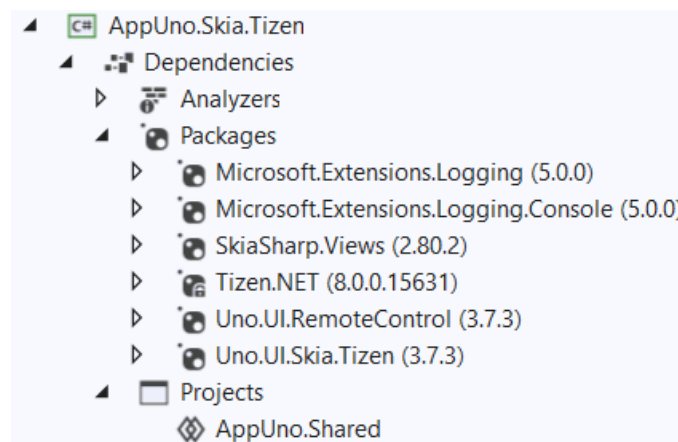 C# AppUno.Skia.Tizen
Dependencies
Analyzers
Packages
Microsoft.Extensions.Logging (5.0.0)
Microsoft.Extensions.Logging.Console (5.0.0)
SkiaSharp.Views (2.80.2)
Tizen.NET (8.0.0.15631)
Uno.UI.RemoteControl (3.7.3)
Uno.UI.Skia.Tizen (3.7.3)
Projects
AppUno.Shared